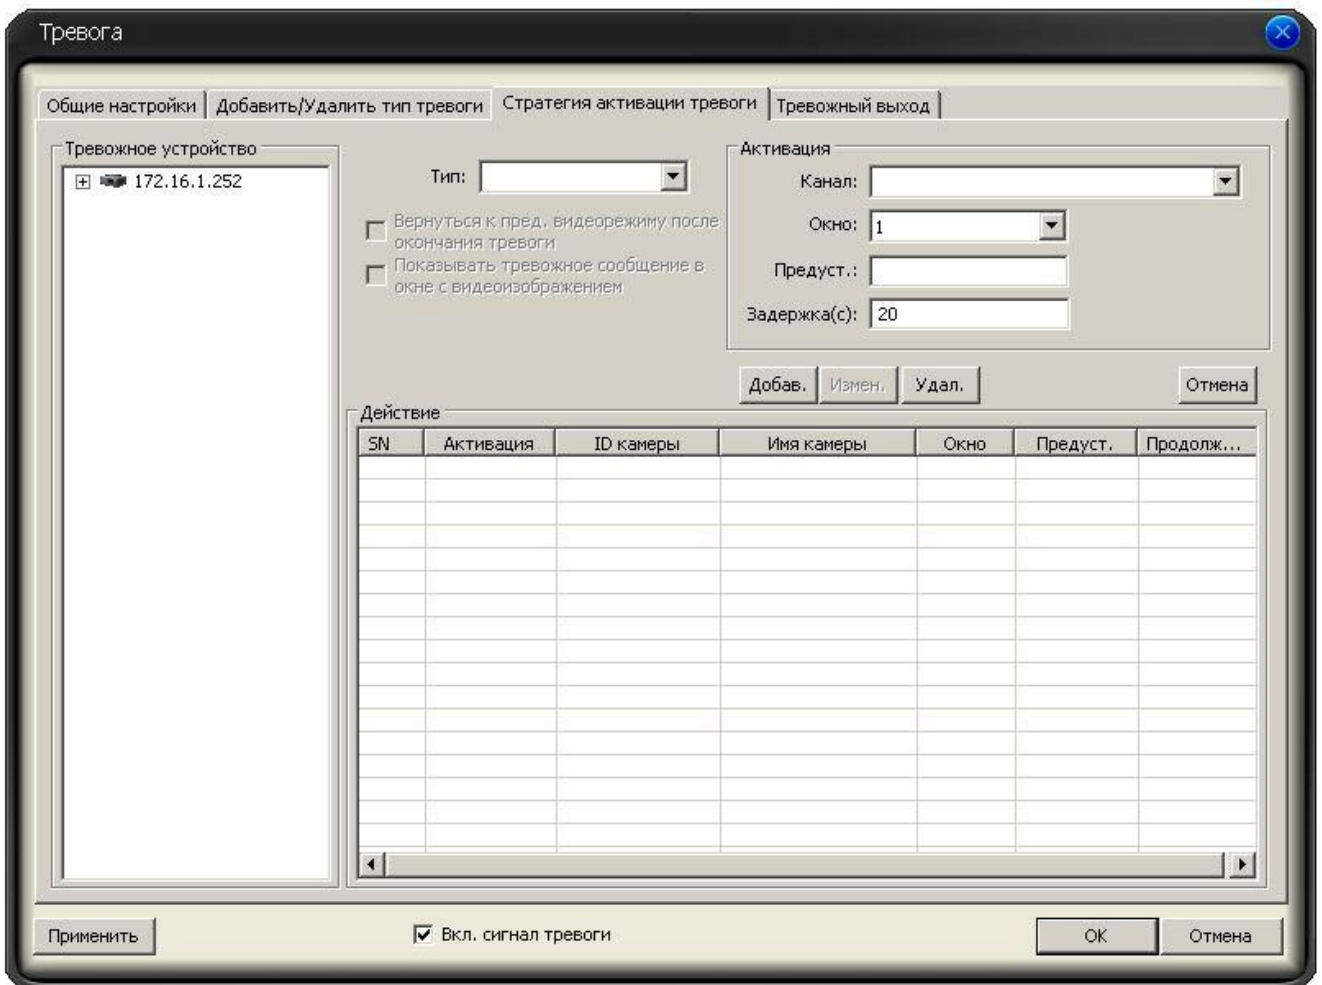 Тревога
Общие настройки
Добавить/Удалить тип тревоги
Стратегия активации тревоги
Тревожный выход
Тревожное устройство
172.16.1.252
Тип:
Вернуться к пред. видеорежиму после
окончания тревоги
Показывать тревожное сообщение в
окне с видеоизображением
Активация
Канал:
Окно: 1
Предуст.:
Задержка(с): 20
Добав.
Измен.
Удал.
Отмена
Действие
SN
Активация
ID камеры
Имя камеры
Окно
Предуст.
Продолж...
Применить
Вкл. сигнал тревоги
OK
Отмена